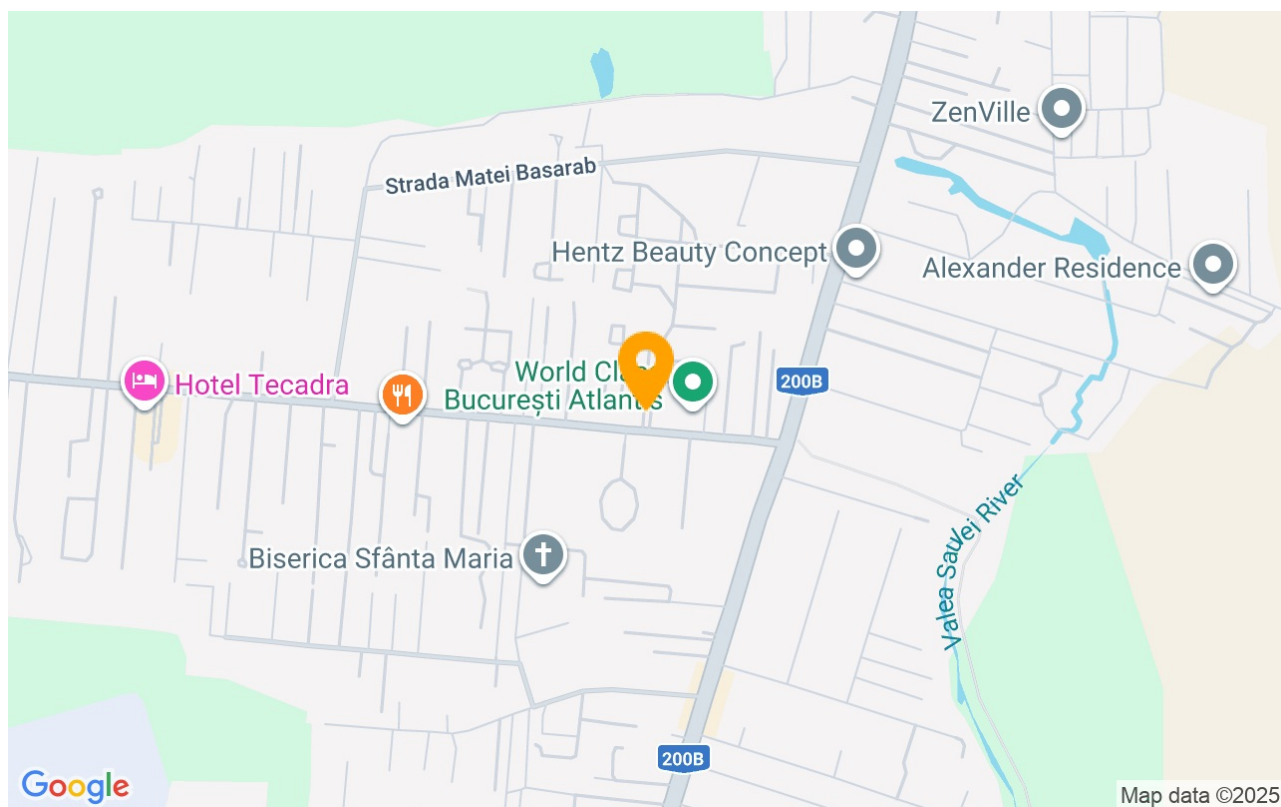 ZenVille
Strada Matei Basarab
Hentz Beauty Concept
Alexander Residence
Hotel Tecadra
World Cla
București Atlantis
200B
Biserica Sfânta Maria
Valea Saulei River
200B
Google
Map data ©2025